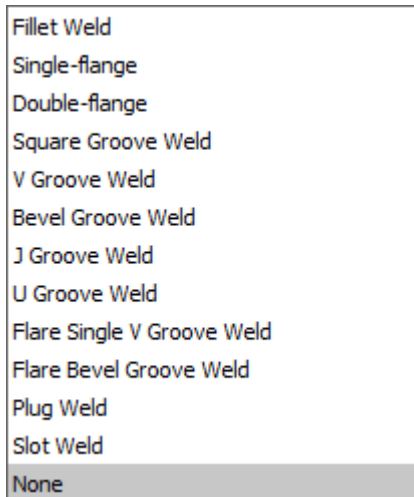 Fillet Weld
Single-flange
Double-flange
Square Groove Weld
V Groove Weld
Bevel Groove Weld
J Groove Weld
U Groove Weld
Flare Single V Groove Weld
Flare Bevel Groove Weld
Plug Weld
Slot Weld
None